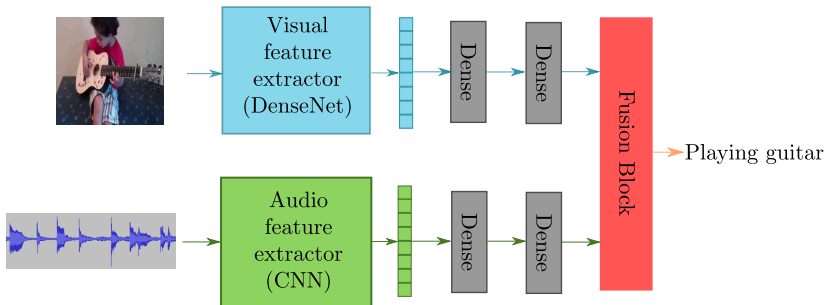 Visual
feature
extractor
(DenseNet)
Dense
Dense
Fusion Block
Playing guitar
Audio
feature
extractor
(CNN)
Dense
Dense